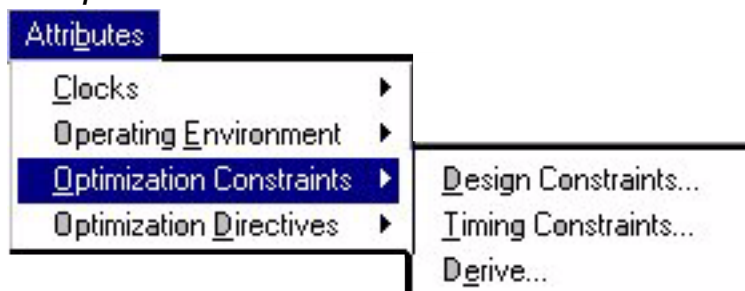 Attributes
Clocks
Operating Environment
Optimization Constraints
Optimization Directives
Design Constraints...
Timing Constraints...
Derive...